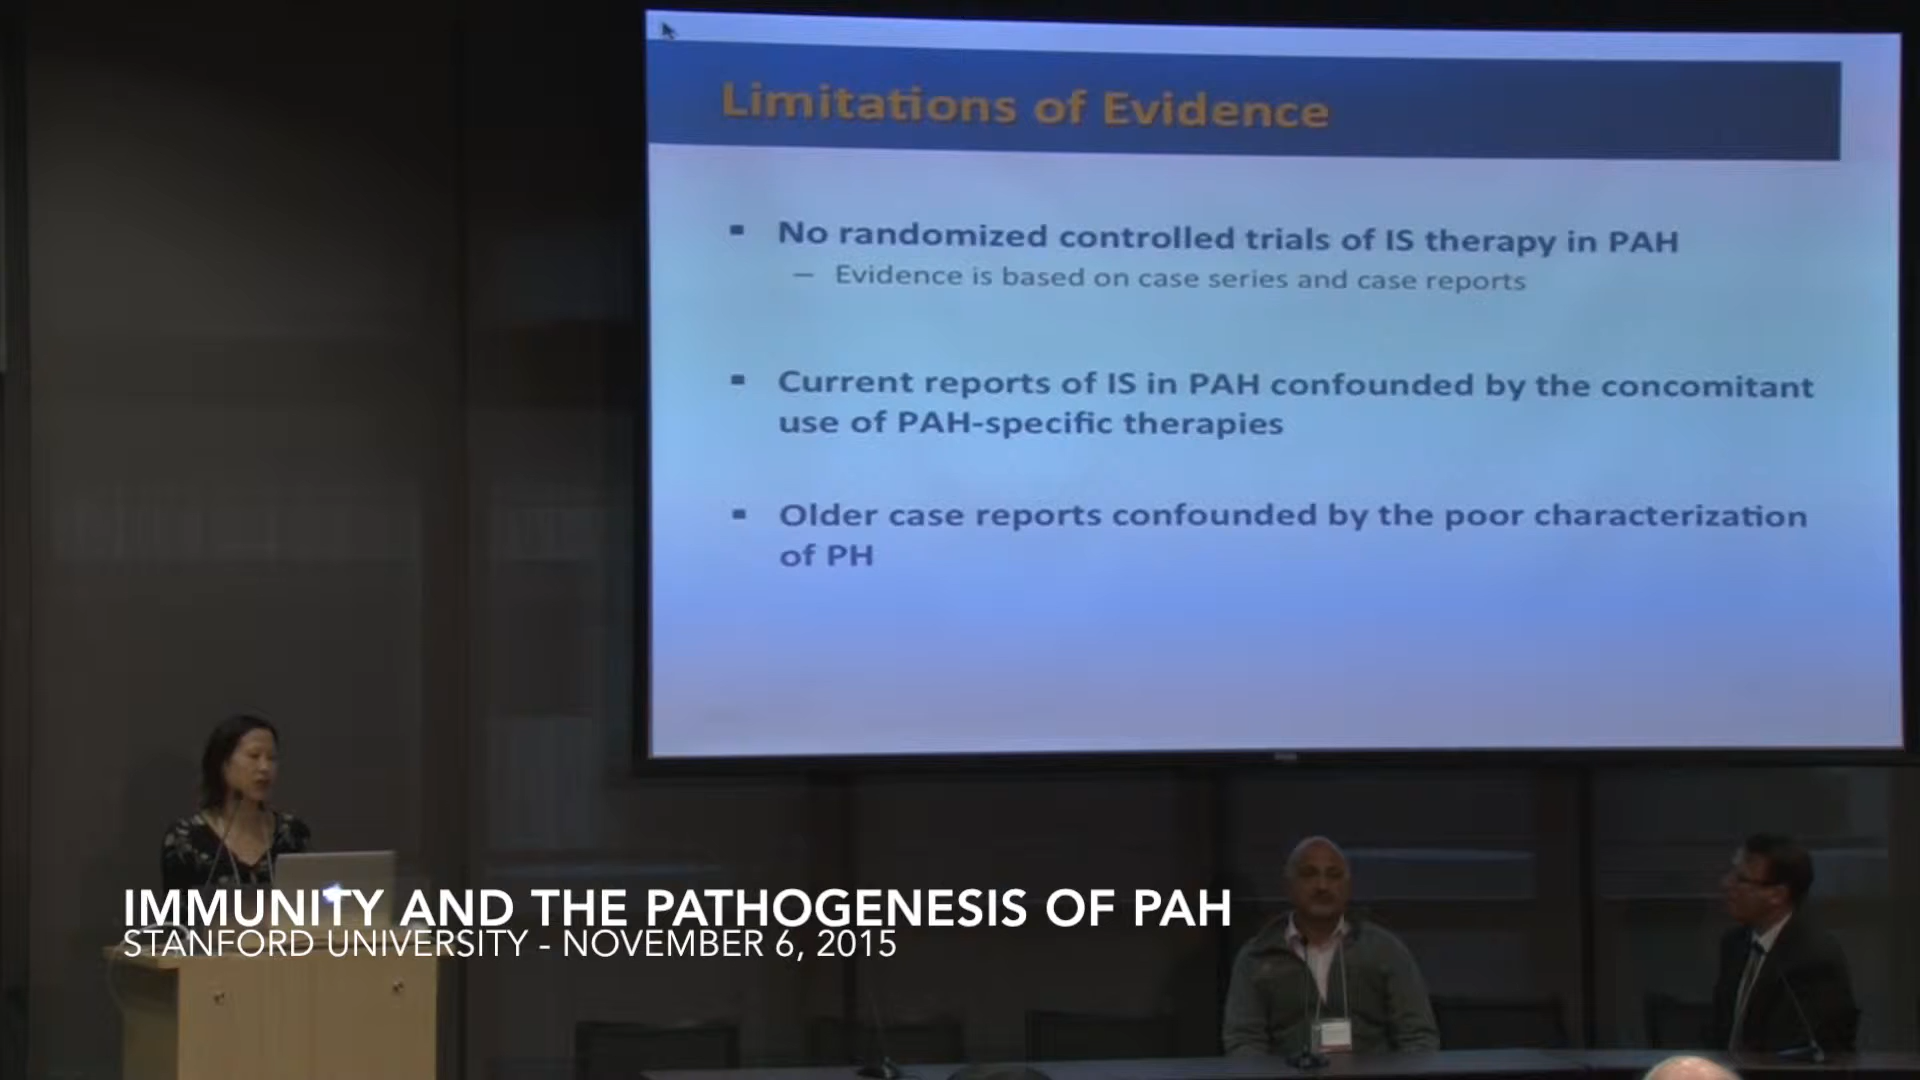 Limitations of Evidence
▪ No randomized controlled trials of IS therapy in PAH
– Evidence is based on case series and case reports
▪ Current reports of IS in PAH confounded by the concomitant
use of PAH-specific therapies
▪ Older case reports confounded by the poor characterization
of PH
IMMUNITY AND THE PATHOGENESIS OF PAH
STANFORD UNIVERSITY - NOVEMBER 6, 2015